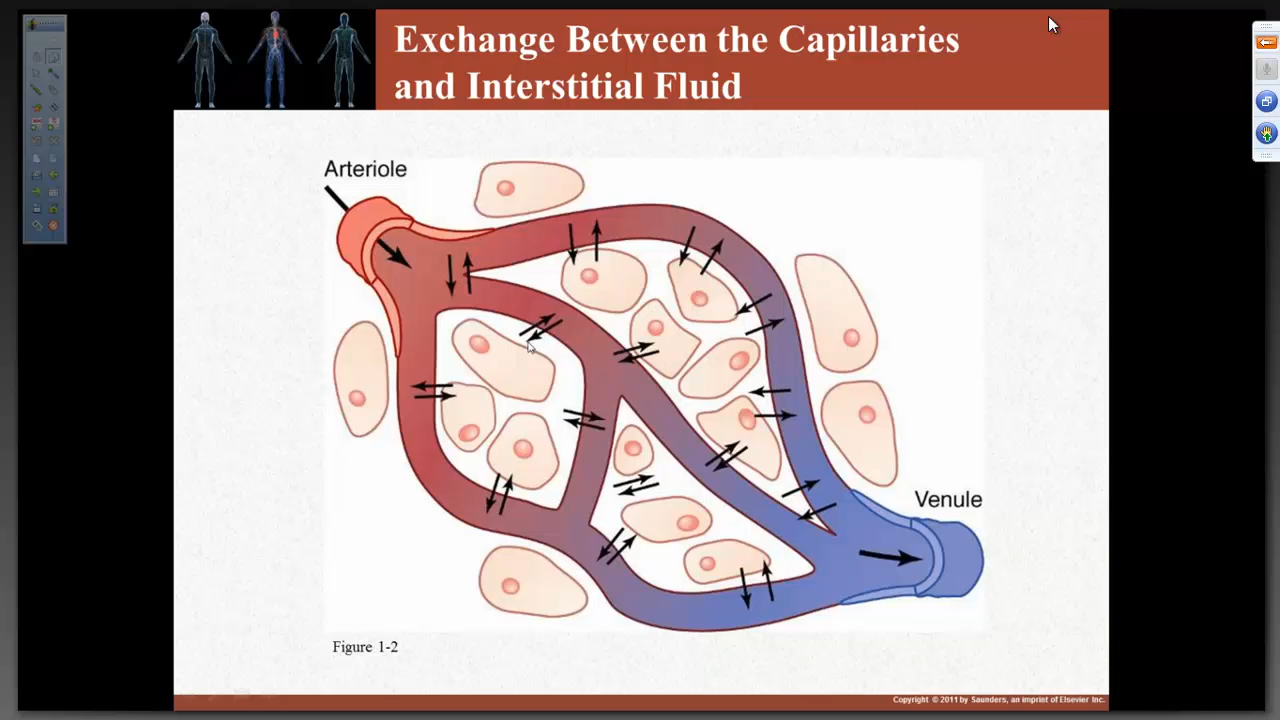 Exchange Between the Capillaries
and Interstitial Fluid
Arteriole
Venule
Figure 1-2
Copyright © 2011 by Saunders, an imprint of Elsevier Inc.